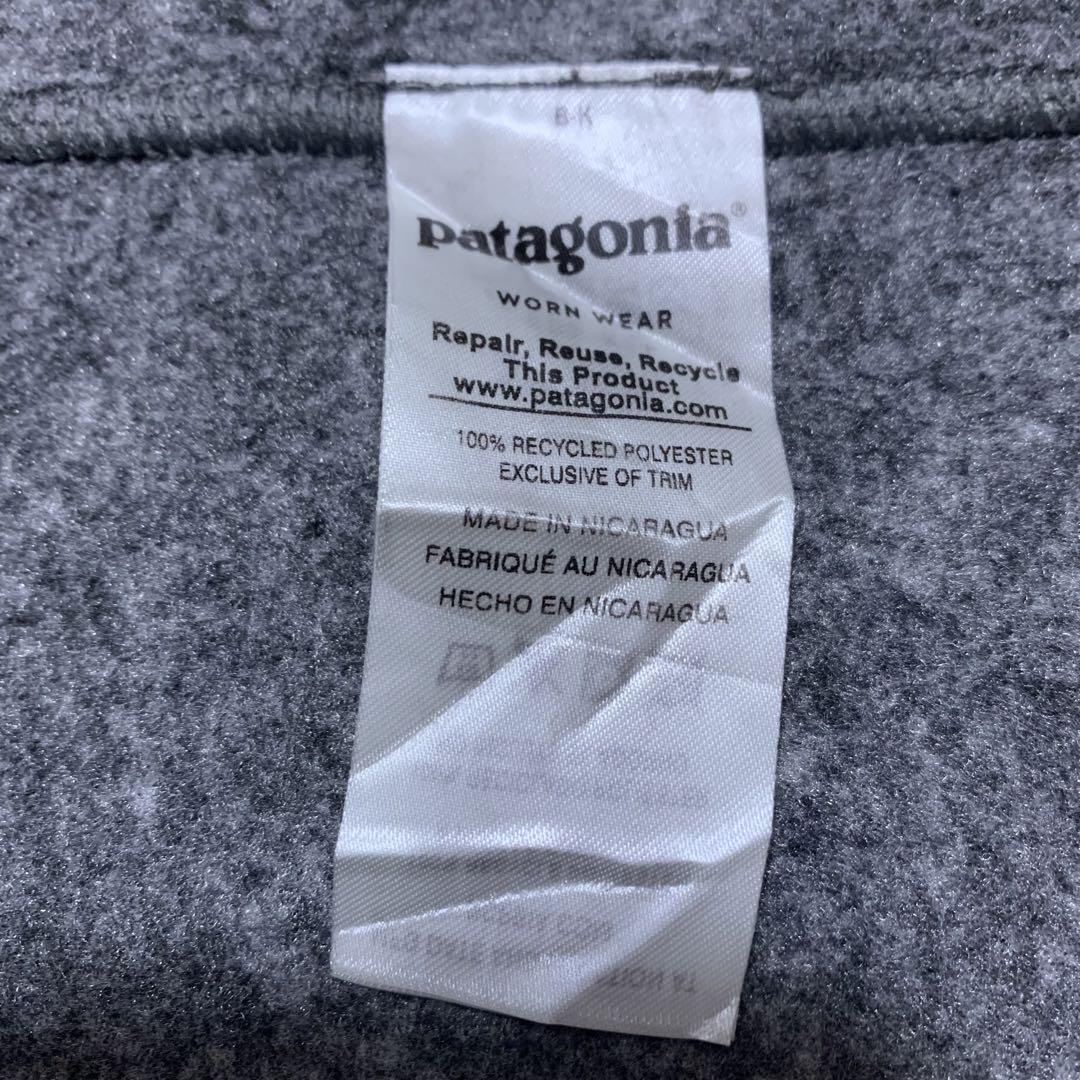 patagonia®
WORN WEAR
Repair, Reuse, Recycle
This Product
www.patagonia.com
100% RECYCLED POLYESTER
EXCLUSIVE OF TRIM
MADE IN NICARAGUA
FABRIQUÉ AU NICARAGUA
HECHO EN NICARAGUA